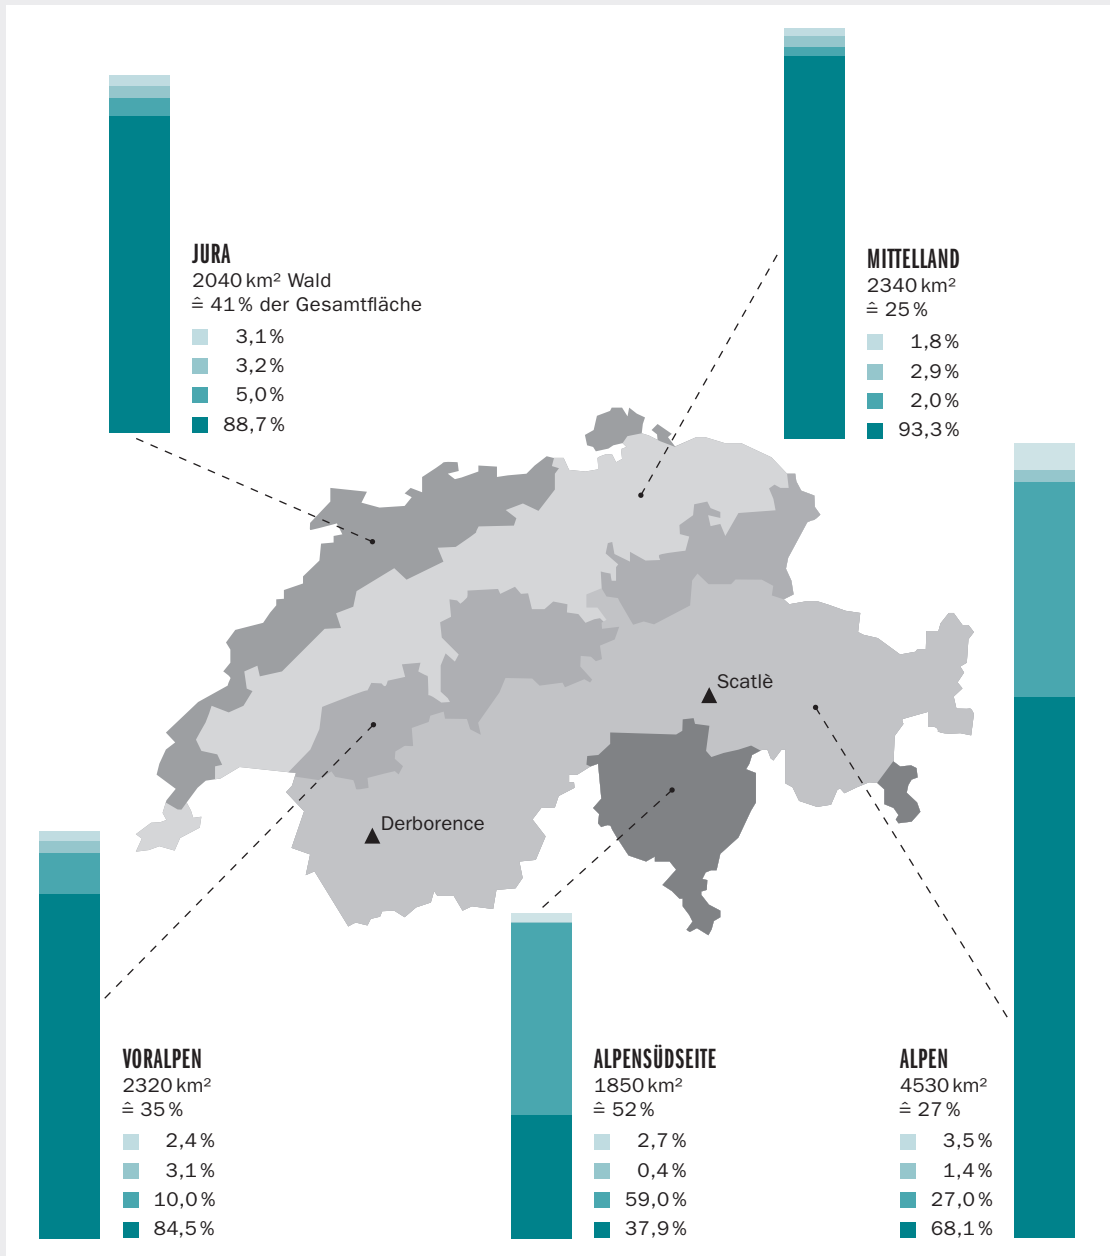 JURA
2040 km² Wald
≙ 41 % der Gesamtfläche
3,1 %
3,2 %
5,0 %
88,7 %
MITTELLAND
2340 km²
≙ 25 %
1,8 %
2,9 %
2,0 %
93,3 %
Scatlè
Derborence
VORALPEN
2320 km²
≙ 35 %
2,4 %
3,1 %
10,0 %
84,5 %
ALPENSÜDSEITE
1850 km²
≙ 52 %
2,7 %
0,4 %
59,0 %
37,9 %
ALPEN
4530 km²
≙ 27 %
3,5 %
1,4 %
27,0 %
68,1 %